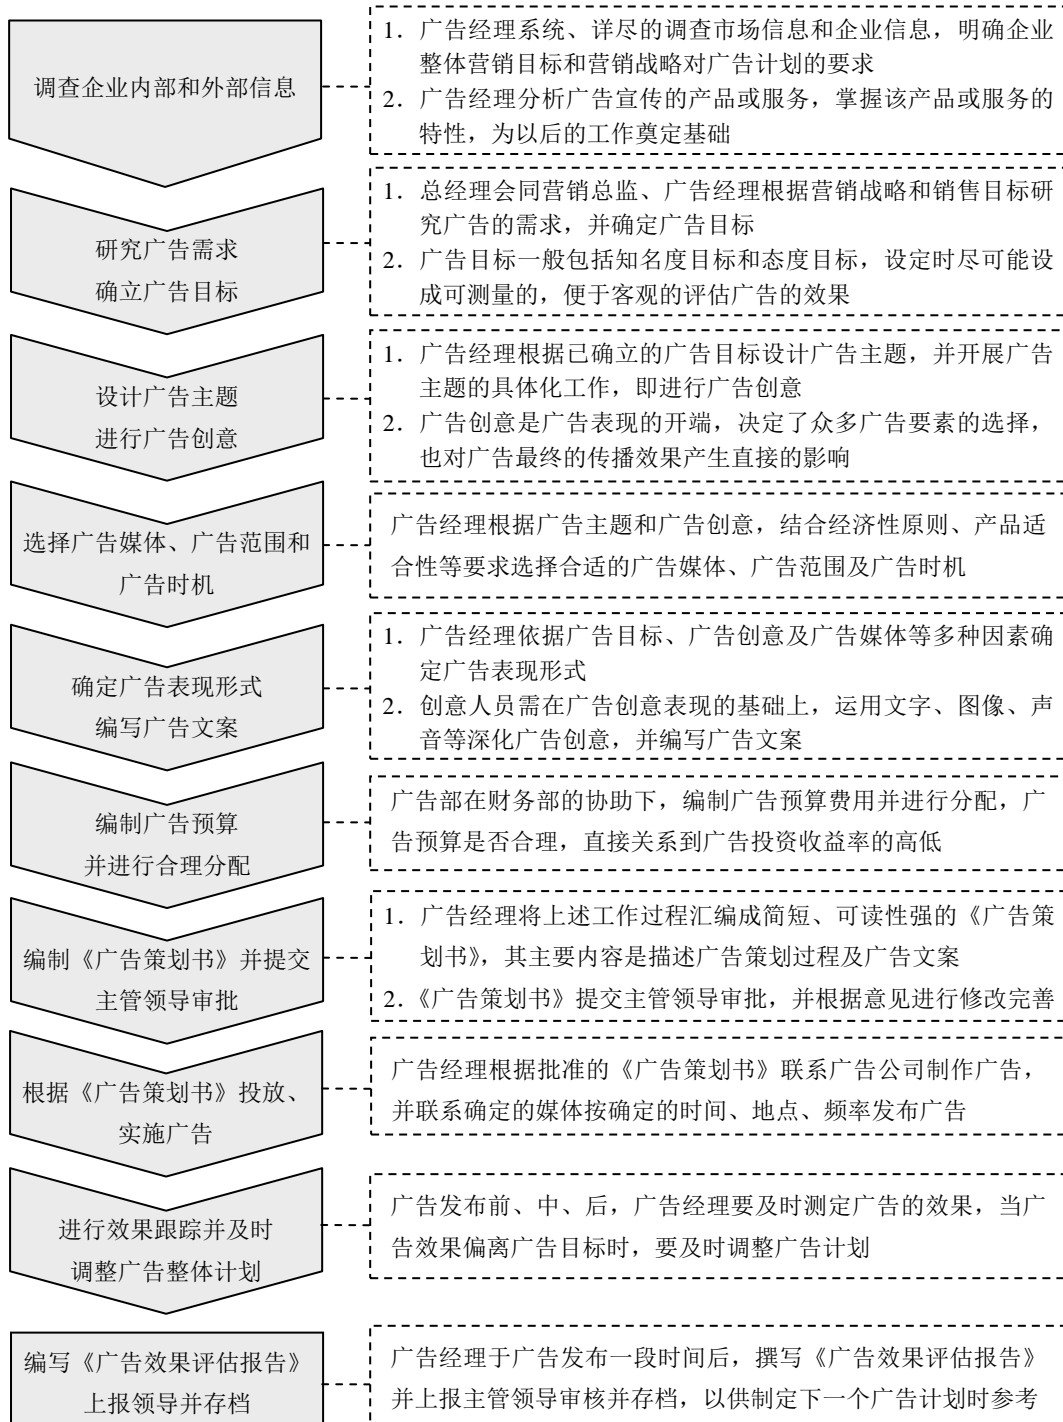 调查企业内部和外部信息
1．广告经理系统、详尽的调查市场信息和企业信息，明确企业
整体营销目标和营销战略对广告计划的要求
2．广告经理分析广告宣传的产品或服务，掌握该产品或服务的
特性，为以后的工作奠定基础
研究广告需求
确立广告目标
1．总经理会同营销总监、广告经理根据营销战略和销售目标研
究广告的需求，并确定广告目标
2．广告目标一般包括知名度目标和态度目标，设定时尽可能设
成可测量的，便于客观的评估广告的效果
设计广告主题
进行广告创意
1．广告经理根据已确立的广告目标设计广告主题，并开展广告
主题的具体化工作，即进行广告创意
2．广告创意是广告表现的开端，决定了众多广告要素的选择，
也对广告最终的传播效果产生直接的影响
选择广告媒体、广告范围和
广告时机
广告经理根据广告主题和广告创意，结合经济性原则、产品适
合性等要求选择合适的广告媒体、广告范围及广告时机
确定广告表现形式
编写广告文案
1．广告经理依据广告目标、广告创意及广告媒体等多种因素确
定广告表现形式
2．创意人员需在广告创意表现的基础上，运用文字、图像、声
音等深化广告创意，并编写广告文案
编制广告预算
并进行合理分配
广告部在财务部的协助下，编制广告预算费用并进行分配，广
告预算是否合理，直接关系到广告投资收益率的高低
编制《广告策划书》并提交
主管领导审批
1．广告经理将上述工作过程汇编成简短、可读性强的《广告策
划书》，其主要内容是描述广告策划过程及广告文案
2．《广告策划书》提交主管领导审批，并根据意见进行修改完善
根据《广告策划书》投放、
实施广告
广告经理根据批准的《广告策划书》联系广告公司制作广告，
并联系确定的媒体按确定的时间、地点、频率发布广告
进行效果跟踪并及时
调整广告整体计划
广告发布前、中、后，广告经理要及时测定广告的效果，当广
告效果偏离广告目标时，要及时调整广告计划
编写《广告效果评估报告》
上报领导并存档
广告经理于广告发布一段时间后，撰写《广告效果评估报告》
并上报主管领导审核并存档，以供制定下一个广告计划时参考